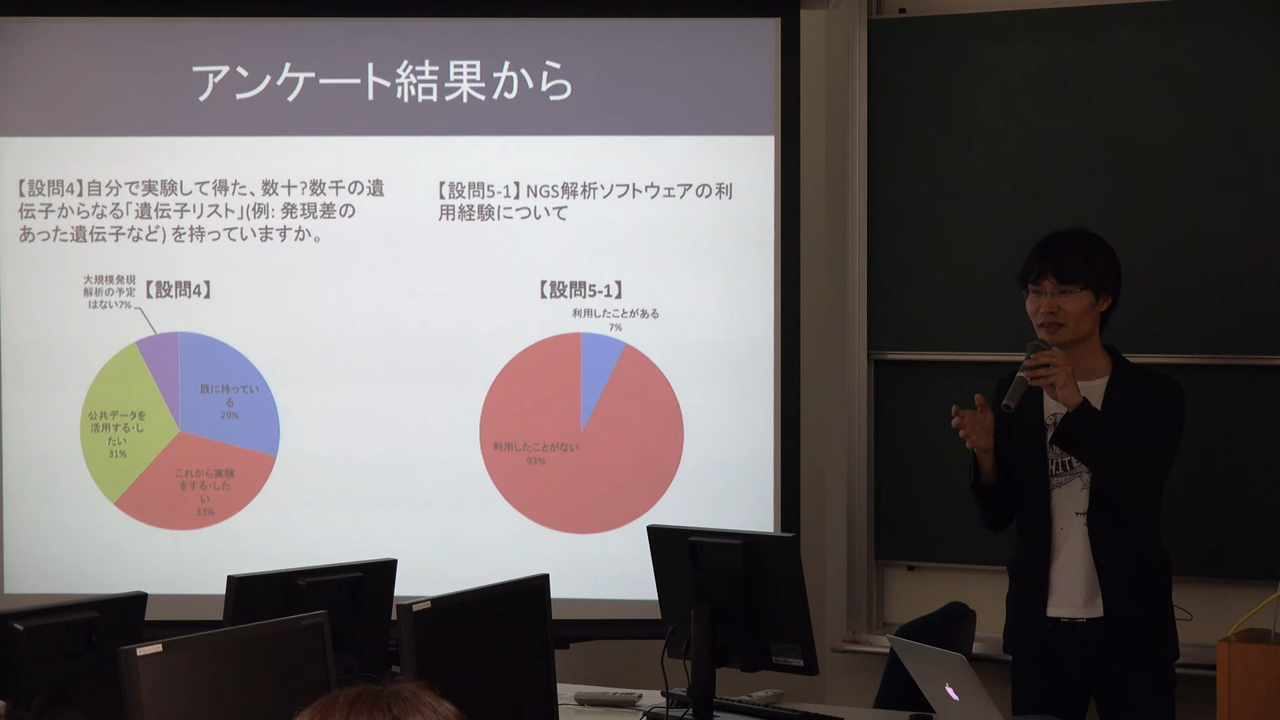 アンケート結果から
【設問4】自分で実験して得た、数十?数千の遺
伝子からなる「遺伝子リスト」(例: 発現差の
あった遺伝子など) を持っていますか。
【設問5-1】 NGS解析ソフトウェアの利
用経験について
【設問4】
大規模発現
解析の予定
はない7%
既に持ってい
る
29%
公共データを
活用する・し
たい
31%
これから実験
をする・した
い
33%
【設問5-1】
利用したことがある
7%
利用したことがない
93%